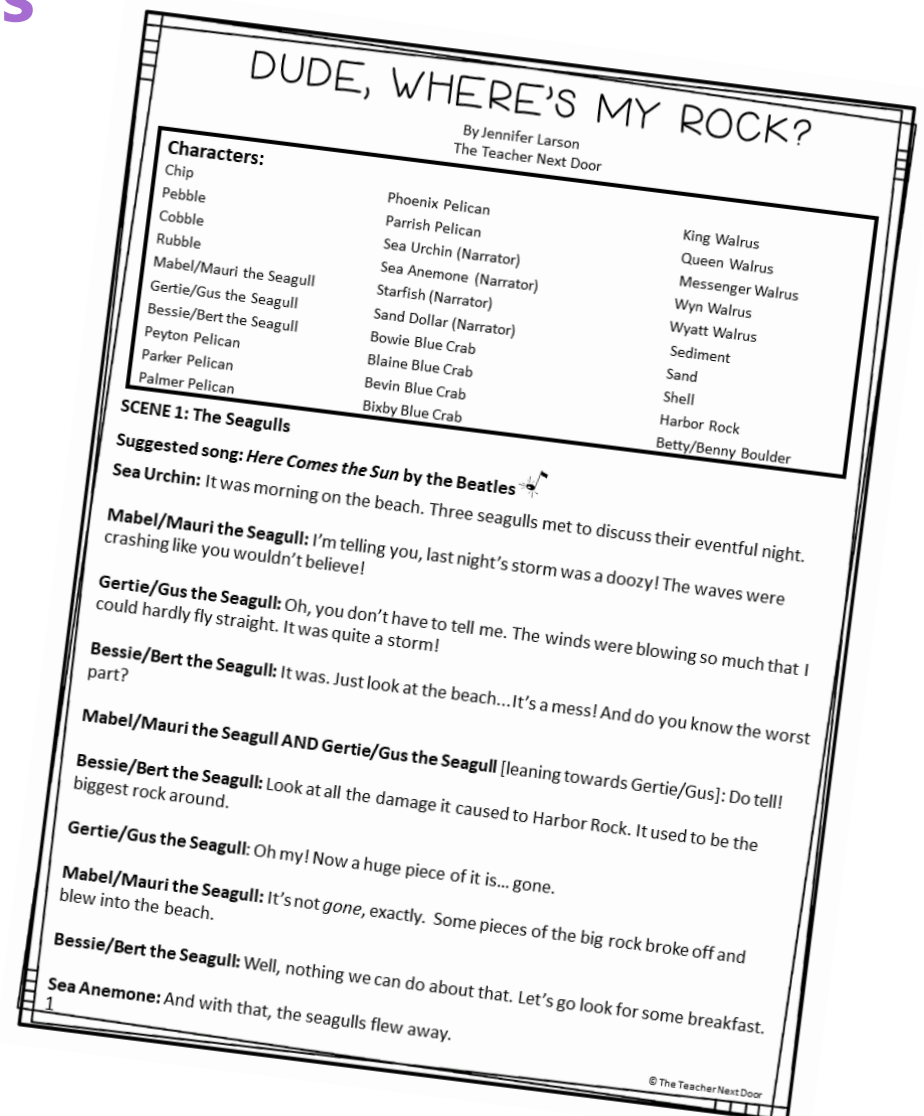 s
DUDE, WHERE'S MY ROCK?
By Jennifer Larson
The Teacher Next Door
Characters:
Chip
Pebble
Cobble
Rubble
Mabel/Mauri the Seagull
Gertie/Gus the Seagull
Bessie/Bert the Seagull
Peyton Pelican
Parker Pelican
Palmer Pelican
Phoenix Pelican
Parrish Pelican
Sea Urchin (Narrator)
Sea Anemone (Narrator)
Starfish (Narrator)
Sand Dollar (Narrator)
Bowie Blue Crab
Blaine Blue Crab
Bevin Blue Crab
Bixby Blue Crab
King Walrus
Queen Walrus
Messenger Walrus
Wyn Walrus
Wyatt Walrus
Sediment
Sand
Shell
Harbor Rock
Betty/Benny Boulder
SCENE 1: The Seagulls
Suggested song: Here Comes the Sun by the Beatles
Sea Urchin: It was morning on the beach. Three seagulls met to discuss their eventful night.
Mabel/Mauri the Seagull: I'm telling you, last night's storm was a doozy! The waves were
crashing like you wouldn't believe!
Gertie/Gus the Seagull: Oh, you don't have to tell me. The winds were blowing so much that I
could hardly fly straight. It was quite a storm!
Bessie/Bert the Seagull: It was. Just look at the beach...It's a mess! And do you know the worst
part?
Mabel/Mauri the Seagull AND Gertie/Gus the Seagull [leaning towards Gertie/Gus]: Do tell!
Bessie/Bert the Seagull: Look at all the damage it caused to Harbor Rock. It used to be the
biggest rock around.
Gertie/Gus the Seagull: Oh my! Now a huge piece of it is... gone.
Mabel/Mauri the Seagull: It's not gone, exactly. Some pieces of the big rock broke off and
blew into the beach.
Bessie/Bert the Seagull: Well, nothing we can do about that. Let's go look for some breakfast.
Sea Anemone: And with that, the seagulls flew away.
1
© The Teacher Next Door